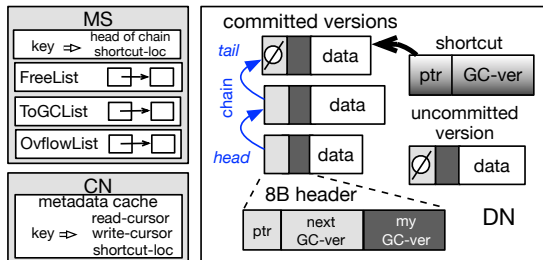 MS
key ⇨ head of chain
shortcut-loc
FreeList
ToGCList
OvflowList
CN
metadata cache
read-cursor
key ⇨ write-cursor
shortcut-loc
committed versions
tail
∅ data
chain
data
head
data
8B header
ptr
next
GC-ver
my
GC-ver
shortcut
ptr GC-ver
uncommitted
version
∅ data
DN